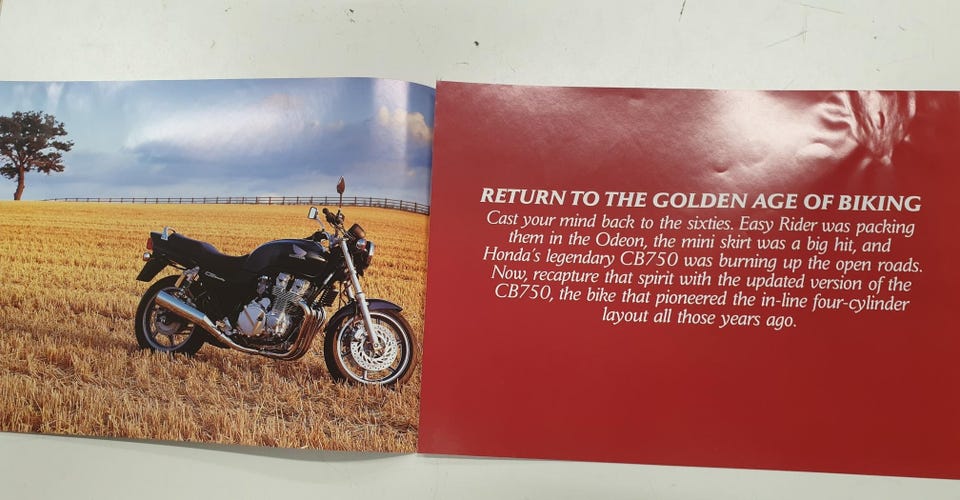 RETURN TO THE GOLDEN AGE OF BIKING
Cast your mind back to the sixties. Easy Rider was packing
them in the Odeon, the mini skirt was a big hit, and
Honda's legendary CB750 was burning up the open roads.
Now, recapture that spirit with the updated version of the
CB750, the bike that pioneered the in-line four-cylinder
layout all those years ago.